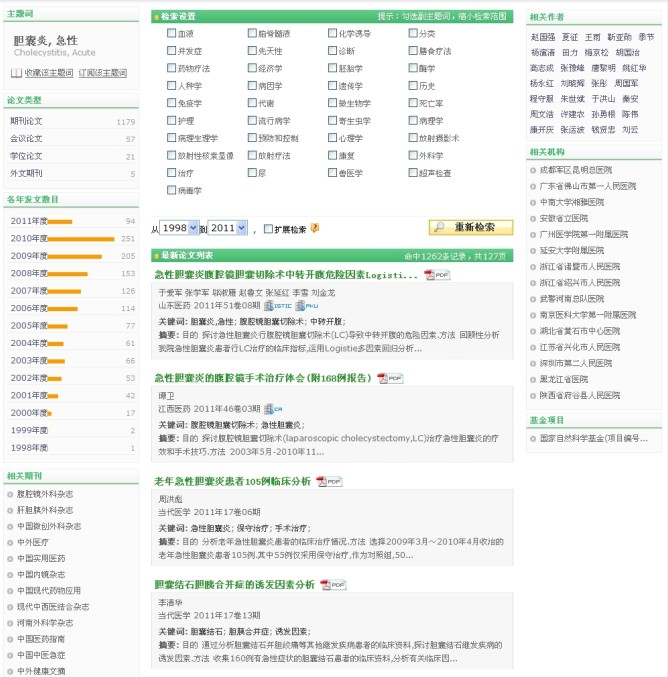 主题词
胆囊炎, 急性
Cholecystitis, Acute
收藏该主题词 订阅该主题词
论文类型
期刊论文 1179
会议论文 57
学位论文 21
外文期刊 5
各年发文数目
2011年度 94
2010年度 251
2009年度 205
2008年度 153
2007年度 126
2006年度 114
2005年度 77
2004年度 61
2003年度 66
2002年度 53
2001年度 42
2000年度 17
1999年度 2
1998年度 1
相关期刊
腹腔镜外科杂志
肝胆胰外科杂志
中国微创外科杂志
中外医疗
中国实用医药
中国内镜杂志
中国现代药物应用
现代中西医结合杂志
河南外科学杂志
中国医药指南
中国中医急症
中外健康文摘
检索设置 提示：勾选副主题词，缩小检索范围
血液 脑脊髓液 化学诱导 分类
并发症 先天性 诊断 膳食疗法
药物疗法 经济学 胚胎学 酶学
人种学 病因学 遗传学 历史
免疫学 代谢 微生物学 死亡率
护理 流行病学 寄生虫学 病理学
病理生理学 预防和控制 心理学 放射摄影术
放射性核素显像 放射疗法 康复 外科学
治疗 尿 兽医学 超声检查
病毒学
从 1998 到 2011 ， 扩展检索 重新检索
最新论文列表 命中1262条记录，共127页
急性胆囊炎腹腔镜胆囊切除术中转开腹危险因素Logisti... PDF
于爱军 张学军 邬淑雁 赵鲁文 张延红 李雪 刘金龙
山东医药 2011年51卷08期 ISTIC PKU
关键词: 胆囊炎,急性; 腹腔镜胆囊切除术; 中转开腹;
摘要: 目的 探讨急性胆囊炎行腹腔镜胆囊切除术(LC)导致中转开腹的危险因素.方法 回顾性分析
我院急性胆囊炎患者行LC治疗的临床指标,运用Logistie多因素回归分析...
急性胆囊炎的腹腔镜手术治疗体会(附168例报告) PDF
谭卫
江西医药 2011年46卷03期 CA
关键词: 腹腔镜胆囊切除术; 急性胆囊炎;
摘要: 目的 探讨腹腔镜胆囊切除术(laparoscopic cholecystectomy,LC)治疗急性胆囊炎的疗
效和手术技巧.方法 2003年5月-2010年11...
老年急性胆囊炎患者105例临床分析 PDF
周洪彪
当代医学 2011年17卷06期
关键词: 急性胆囊炎; 保守治疗; 手术治疗;
摘要: 目的 分析老年急性胆囊炎患者的临床治疗情况.方法 选择2009年3月～2010年4月收治的
老年急性胆囊炎患者105例.其中55例仅采用保守治疗,作为对照组,50...
胆囊结石胆胰合并症的诱发因素分析 PDF
李清华
当代医学 2011年17卷13期
关键词: 胆囊结石; 胆胰合并症; 诱发因素;
摘要: 目的 通过分析胆囊结石并胆绞痛等其他继发疾病患者的临床资料,探讨胆囊结石继发疾病的
诱发因素.方法 收集160例有急性症状的胆囊结石患者的临床资料,分析有关临床因...
相关作者
赵国强 夏征 王雨 靳亚勋 季节
杨演渲 田力 梅京松 胡国治
高志成 张豫峰 唐黎明 姚红华
杨永红 刘晓辉 张彤 周国军
程守服 朱世斌 于洪山 秦安
周文浩 许建农 孙勇根 陈伟
康开庆 张运波 钱贤忠 刘云
相关机构
成都军区昆明总医院
广东省佛山市第一人民医院
中南大学湘雅医院
安徽省立医院
广州医学院第一附属医院
延安大学附属医院
浙江省诸暨市人民医院
浙江省绍兴市人民医院
武警河南总队医院
南京医科大学第一附属医院
湖北省黄石市中心医院
江苏省兴化市人民医院
深圳市第二人民医院
黑龙江省医院
陕西省府谷县人民医院
基金项目
国家自然科学基金(项目编号...